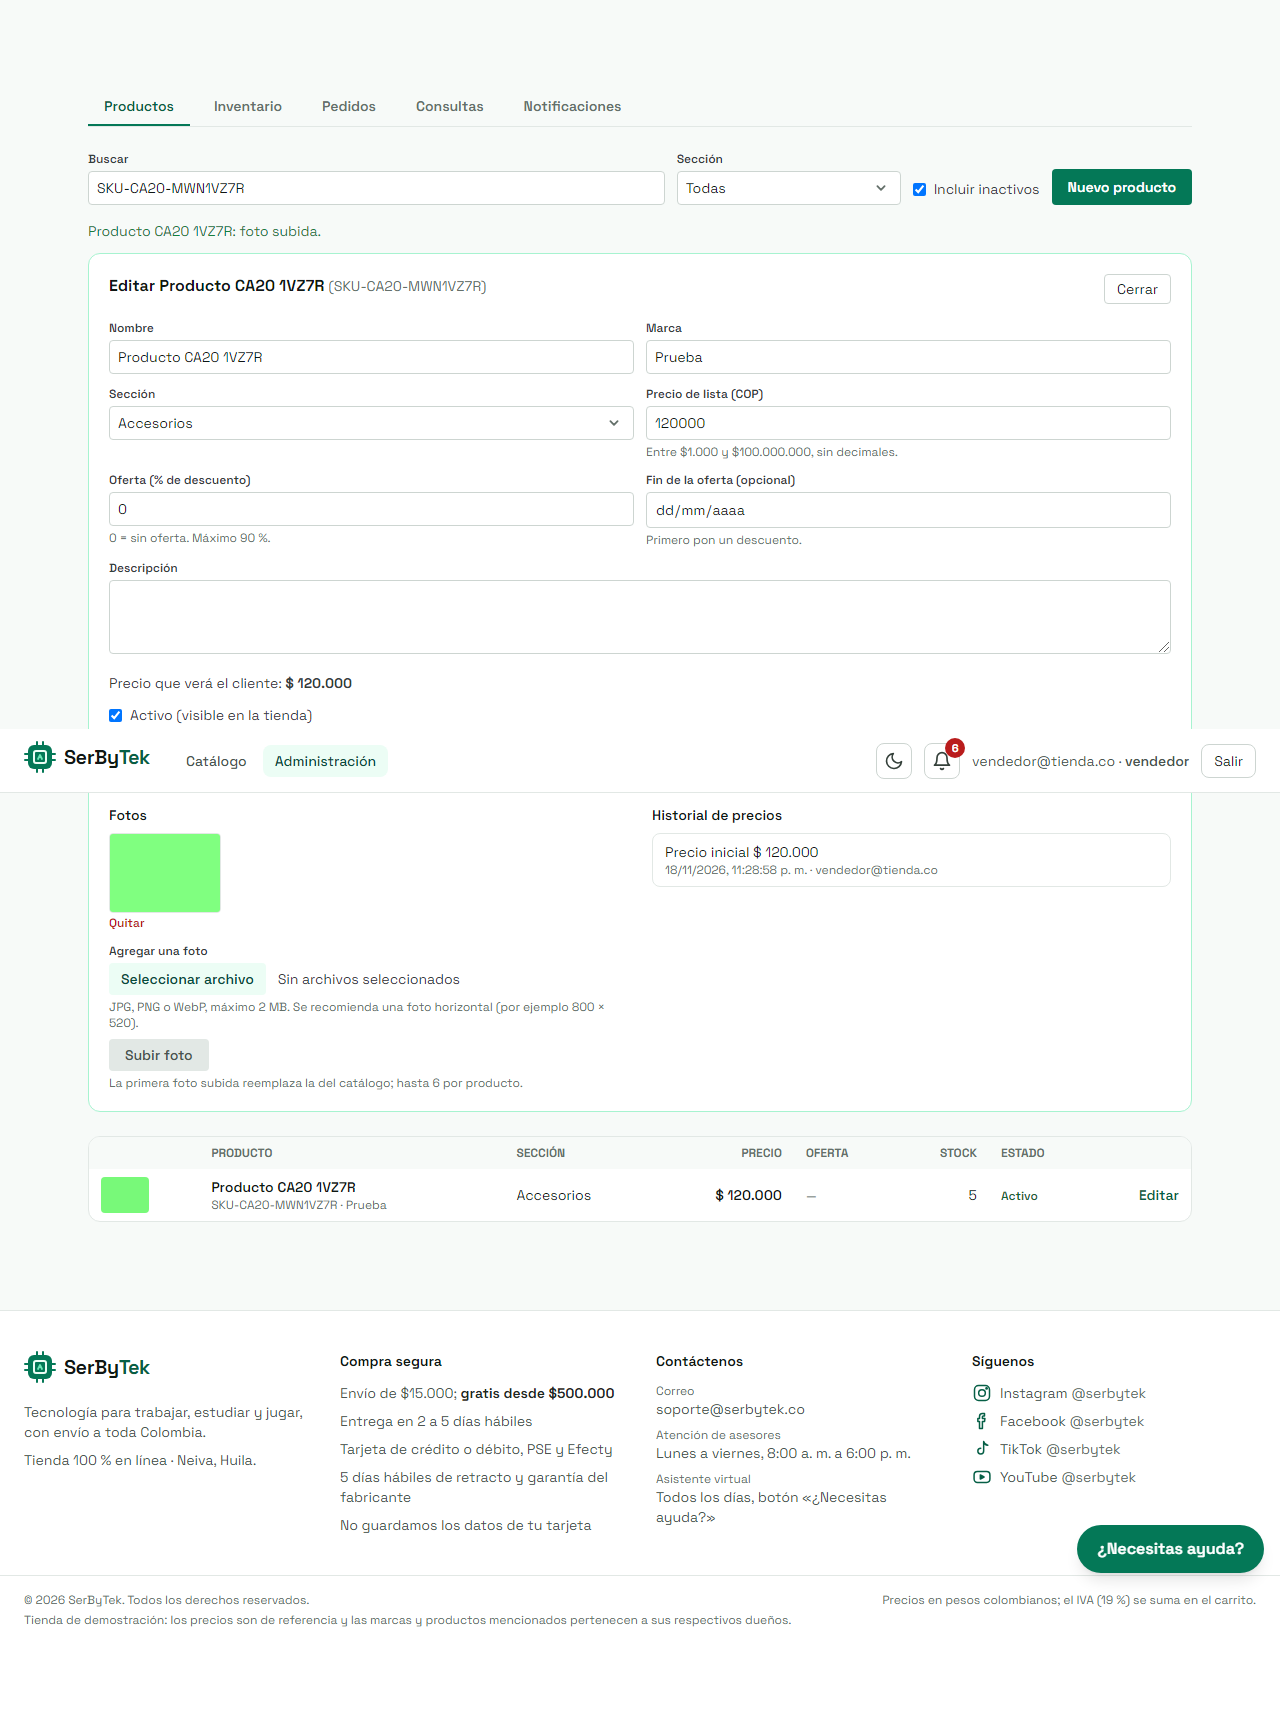 Productos
Inventario
Pedidos
Consultas
Notificaciones
Buscar
SKU-CA20-MWN1VZ7R
Sección
Todas
Incluir inactivos
Nuevo producto
Producto CA20 1VZ7R: foto subida.
Editar Producto CA20 1VZ7R (SKU-CA20-MWN1VZ7R)
Cerrar
Nombre
Producto CA20 1VZ7R
Marca
Prueba
Sección
Accesorios
Precio de lista (COP)
120000
Entre $1.000 y $100.000.000, sin decimales.
Oferta (% de descuento)
0
0 = sin oferta. Máximo 90 %.
Fin de la oferta (opcional)
dd/mm/aaaa
Primero pon un descuento.
Descripción
Precio que verá el cliente: $ 120.000
Activo (visible en la tienda)
SerByTek
Catálogo
Administración
6
vendedor@tienda.co · vendedor
Salir
Fotos
Quitar
Agregar una foto
Seleccionar archivo
Sin archivos seleccionados
JPG, PNG o WebP, máximo 2 MB. Se recomienda una foto horizontal (por ejemplo 800 ×
520).
Subir foto
La primera foto subida reemplaza la del catálogo; hasta 6 por producto.
Historial de precios
Precio inicial $ 120.000
18/11/2026, 11:28:58 p. m. · vendedor@tienda.co
PRODUCTO
SECCIÓN
PRECIO
OFERTA
STOCK
ESTADO
Producto CA20 1VZ7R
SKU-CA20-MWN1VZ7R · Prueba
Accesorios
$ 120.000
—
5
Activo
Editar
SerByTek
Tecnología para trabajar, estudiar y jugar,
con envío a toda Colombia.
Tienda 100 % en línea · Neiva, Huila.
Compra segura
Envío de $15.000; gratis desde $500.000
Entrega en 2 a 5 días hábiles
Tarjeta de crédito o débito, PSE y Efecty
5 días hábiles de retracto y garantía del
fabricante
No guardamos los datos de tu tarjeta
Contáctenos
Correo
soporte@serbytek.co
Atención de asesores
Lunes a viernes, 8:00 a. m. a 6:00 p. m.
Asistente virtual
Todos los días, botón «¿Necesitas
ayuda?»
Síguenos
Instagram @serbytek
Facebook @serbytek
TikTok @serbytek
YouTube @serbytek
¿Necesitas ayuda?
© 2026 SerByTek. Todos los derechos reservados.
Precios en pesos colombianos; el IVA (19 %) se suma en el carrito.
Tienda de demostración: los precios son de referencia y las marcas y productos mencionados pertenecen a sus respectivos dueños.